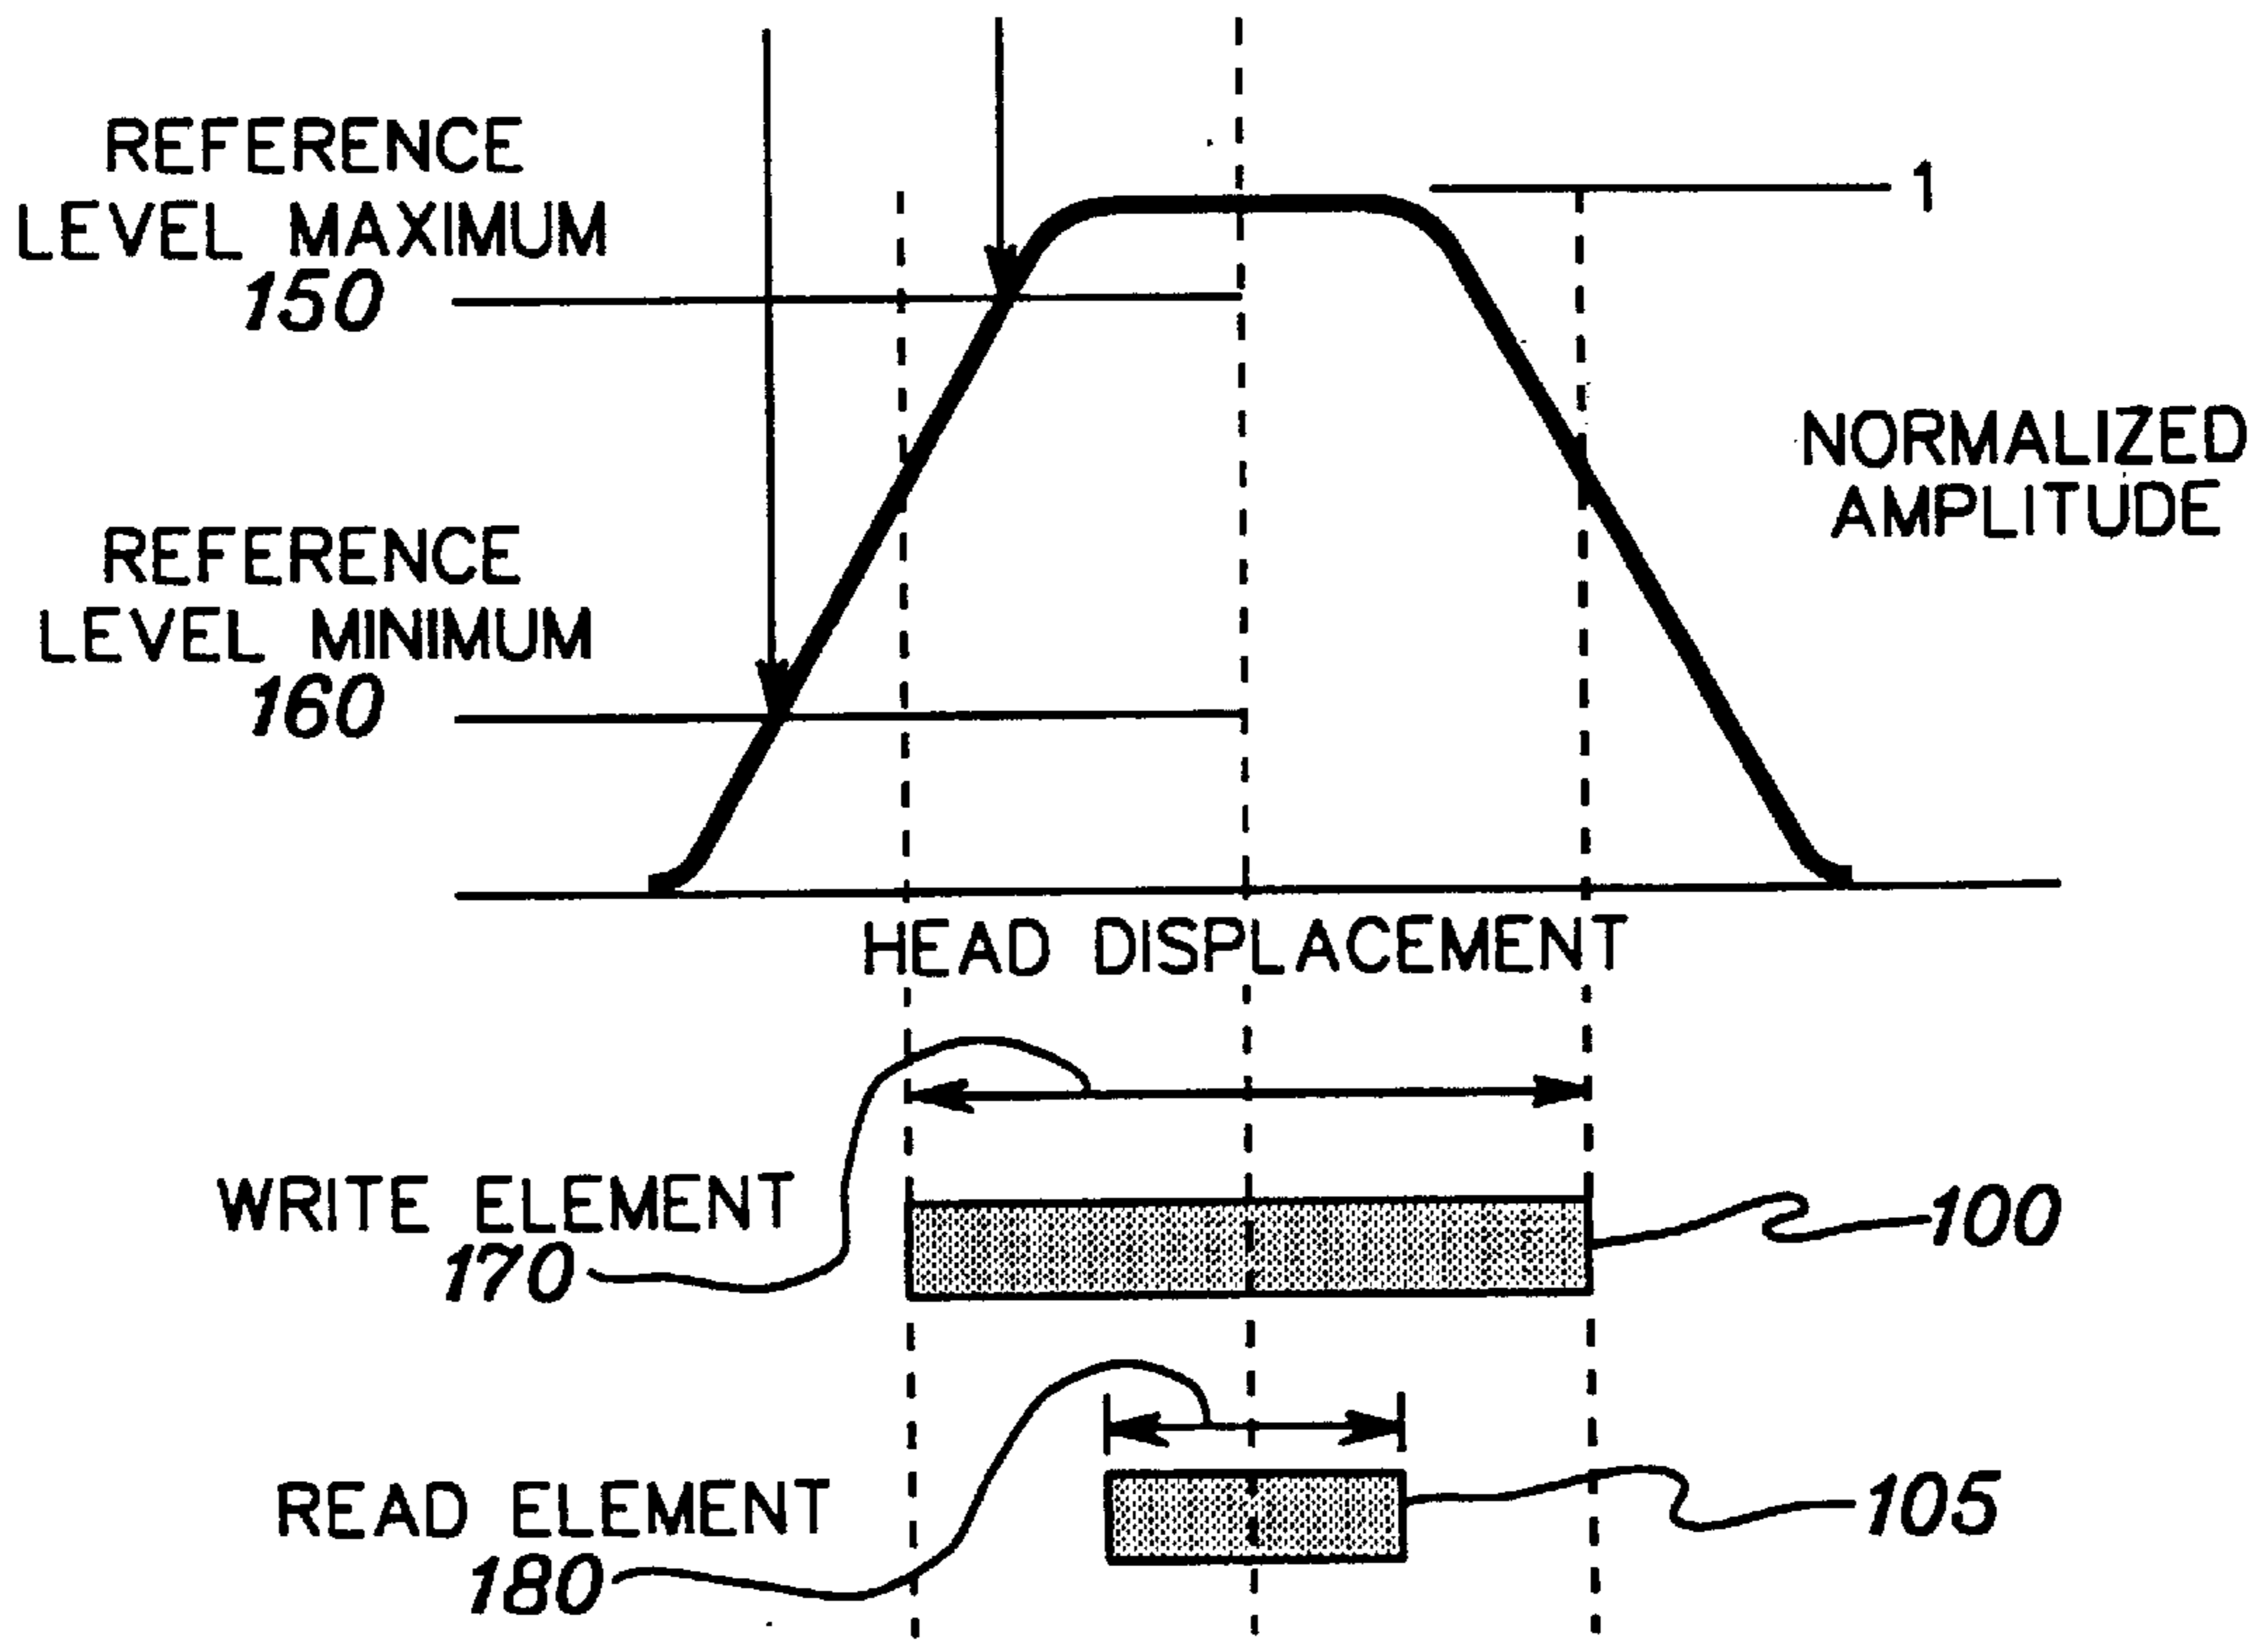 REFERENCE
LEVEL MAXIMUM
150
1
NORMALIZED
AMPLITUDE
REFERENCE
LEVEL MINIMUM
160
HEAD DISPLACEMENT
WRITE ELEMENT
170
100
READ ELEMENT
180
105